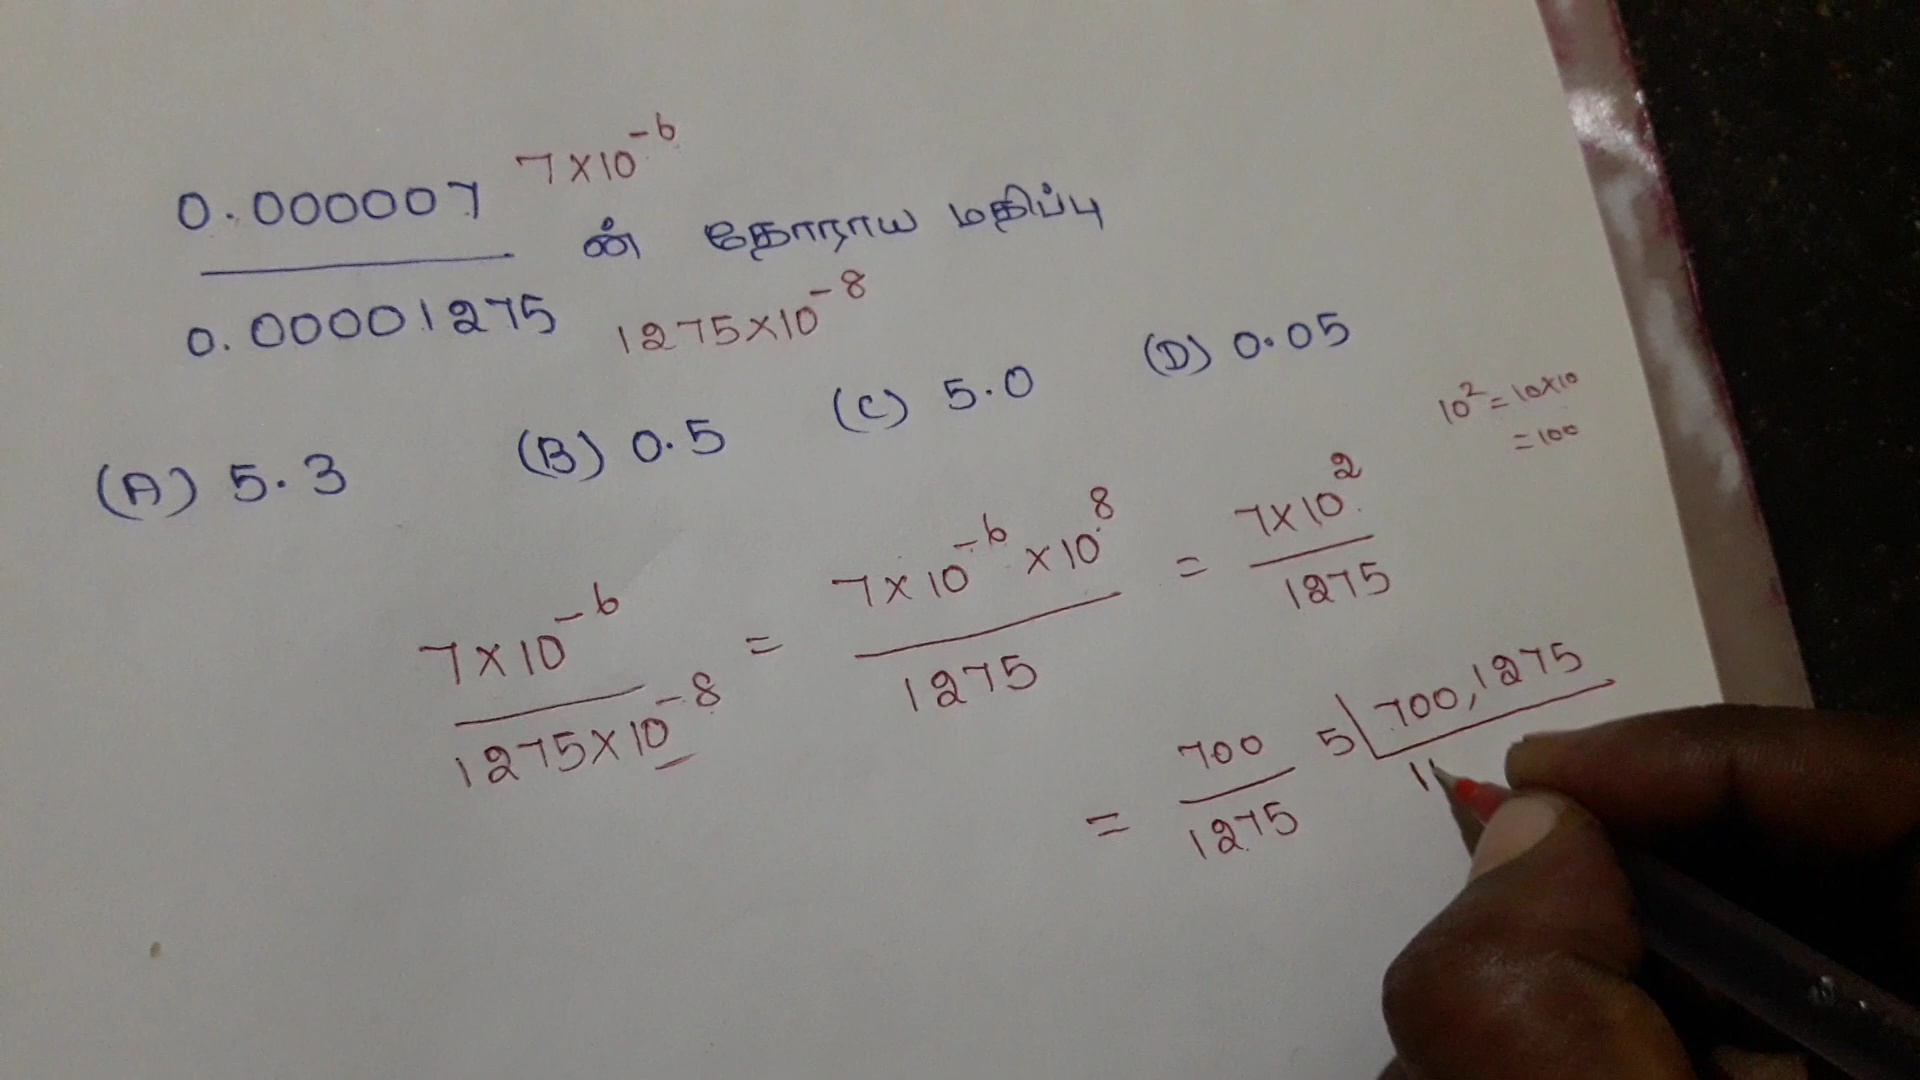 0.000007 / 0.00001275 ன் தோராய மதிப்பு
7×10⁻⁶
1275×10⁻⁸
(A) 5.3 (B) 0.5 (C) 5.0 (D) 0.05
10² = 10×10
= 100
7×10⁻⁶ / 1275×10⁻⁸ = 7×10⁻⁶×10⁸ / 1275 = 7×10² / 1275
= 700 / 1275
5 | 700, 1275